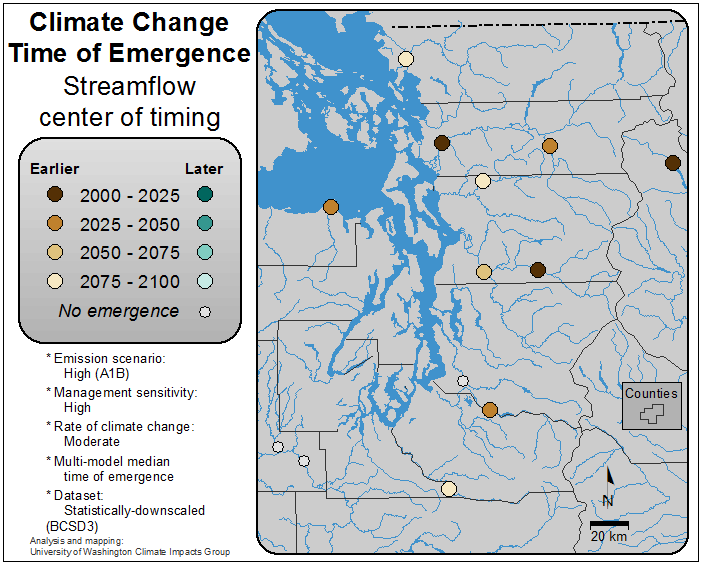 Climate Change
Time of Emergence
Streamflow
center of timing
Earlier Later
2000 - 2025
2025 - 2050
2050 - 2075
2075 - 2100
No emergence
* Emission scenario:
High (A1B)
* Management sensitivity:
High
* Rate of climate change:
Moderate
* Multi-model median
time of emergence
* Dataset:
Statistically-downscaled
(BCSD3)
Analysis and mapping:
University of Washington Climate Impacts Group
Counties
N
20 km